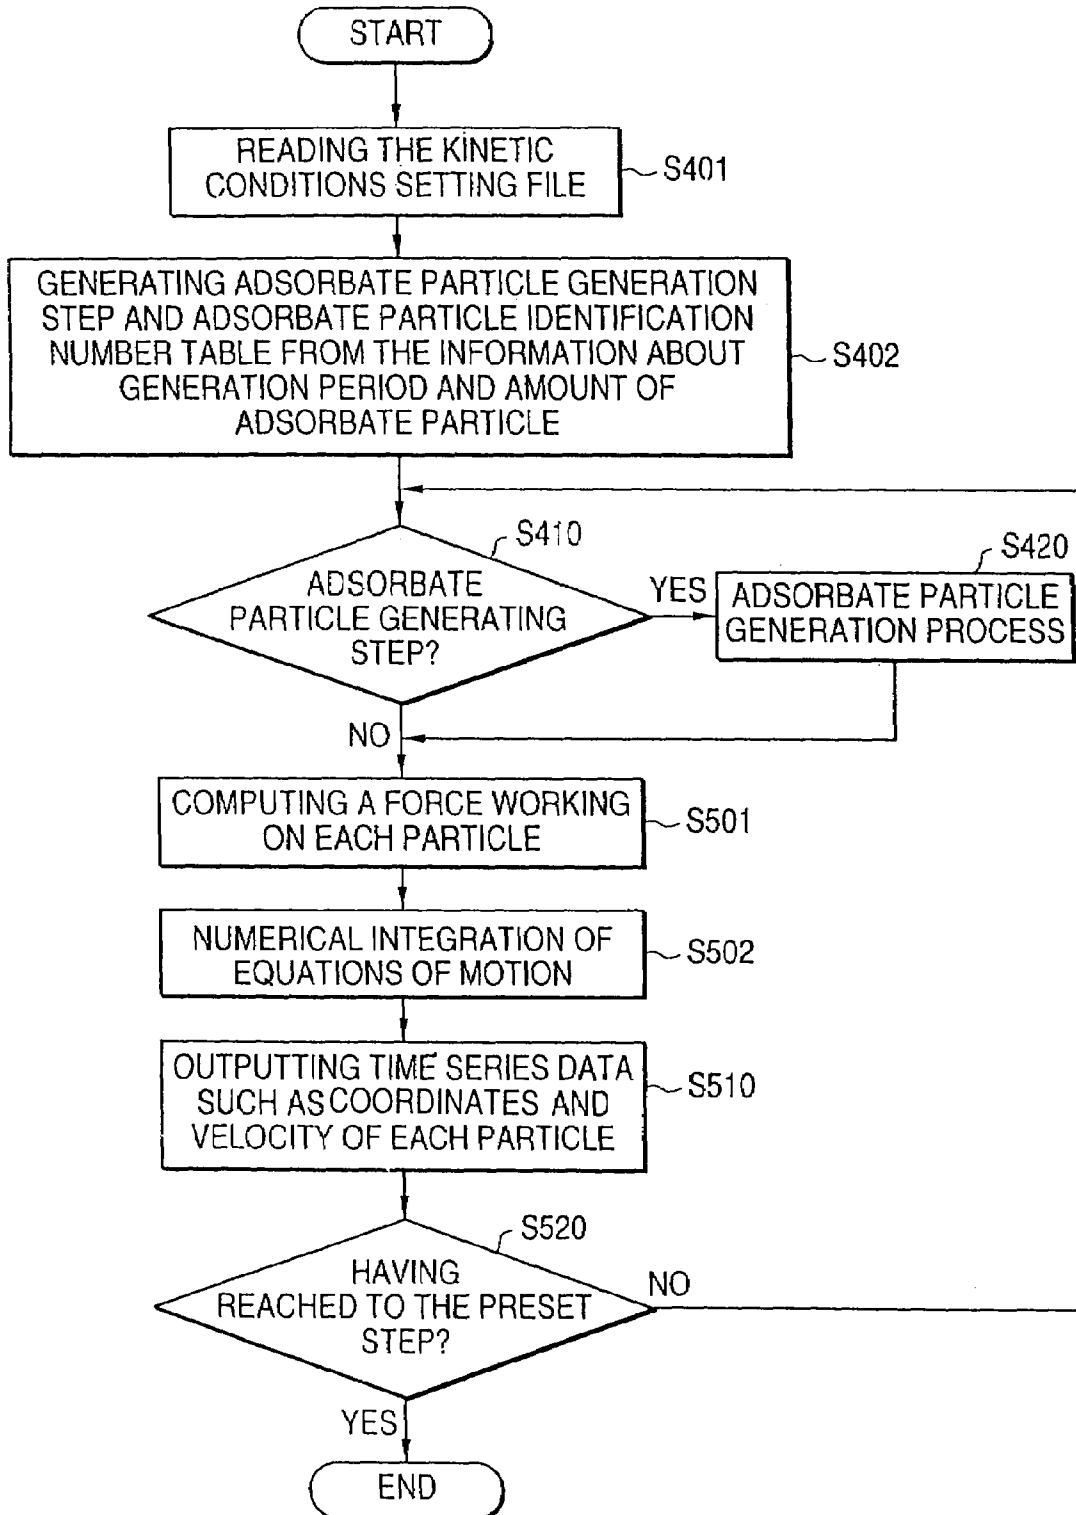 START
READING THE KINETIC
CONDITIONS SETTING FILE
S401
GENERATING ADSORBATE PARTICLE GENERATION
STEP AND ADSORBATE PARTICLE IDENTIFICATION
NUMBER TABLE FROM THE INFORMATION ABOUT
GENERATION PERIOD AND AMOUNT OF
ADSORBATE PARTICLE
S402
S410
ADSORBATE
PARTICLE GENERATING
STEP?
YES
S420
ADSORBATE PARTICLE
GENERATION PROCESS
NO
COMPUTING A FORCE WORKING
ON EACH PARTICLE
S501
NUMERICAL INTEGRATION OF
EQUATIONS OF MOTION
S502
OUTPUTTING TIME SERIES DATA
SUCH AS COORDINATES AND
VELOCITY OF EACH PARTICLE
S510
S520
HAVING
REACHED TO THE PRESET
STEP?
NO
YES
END